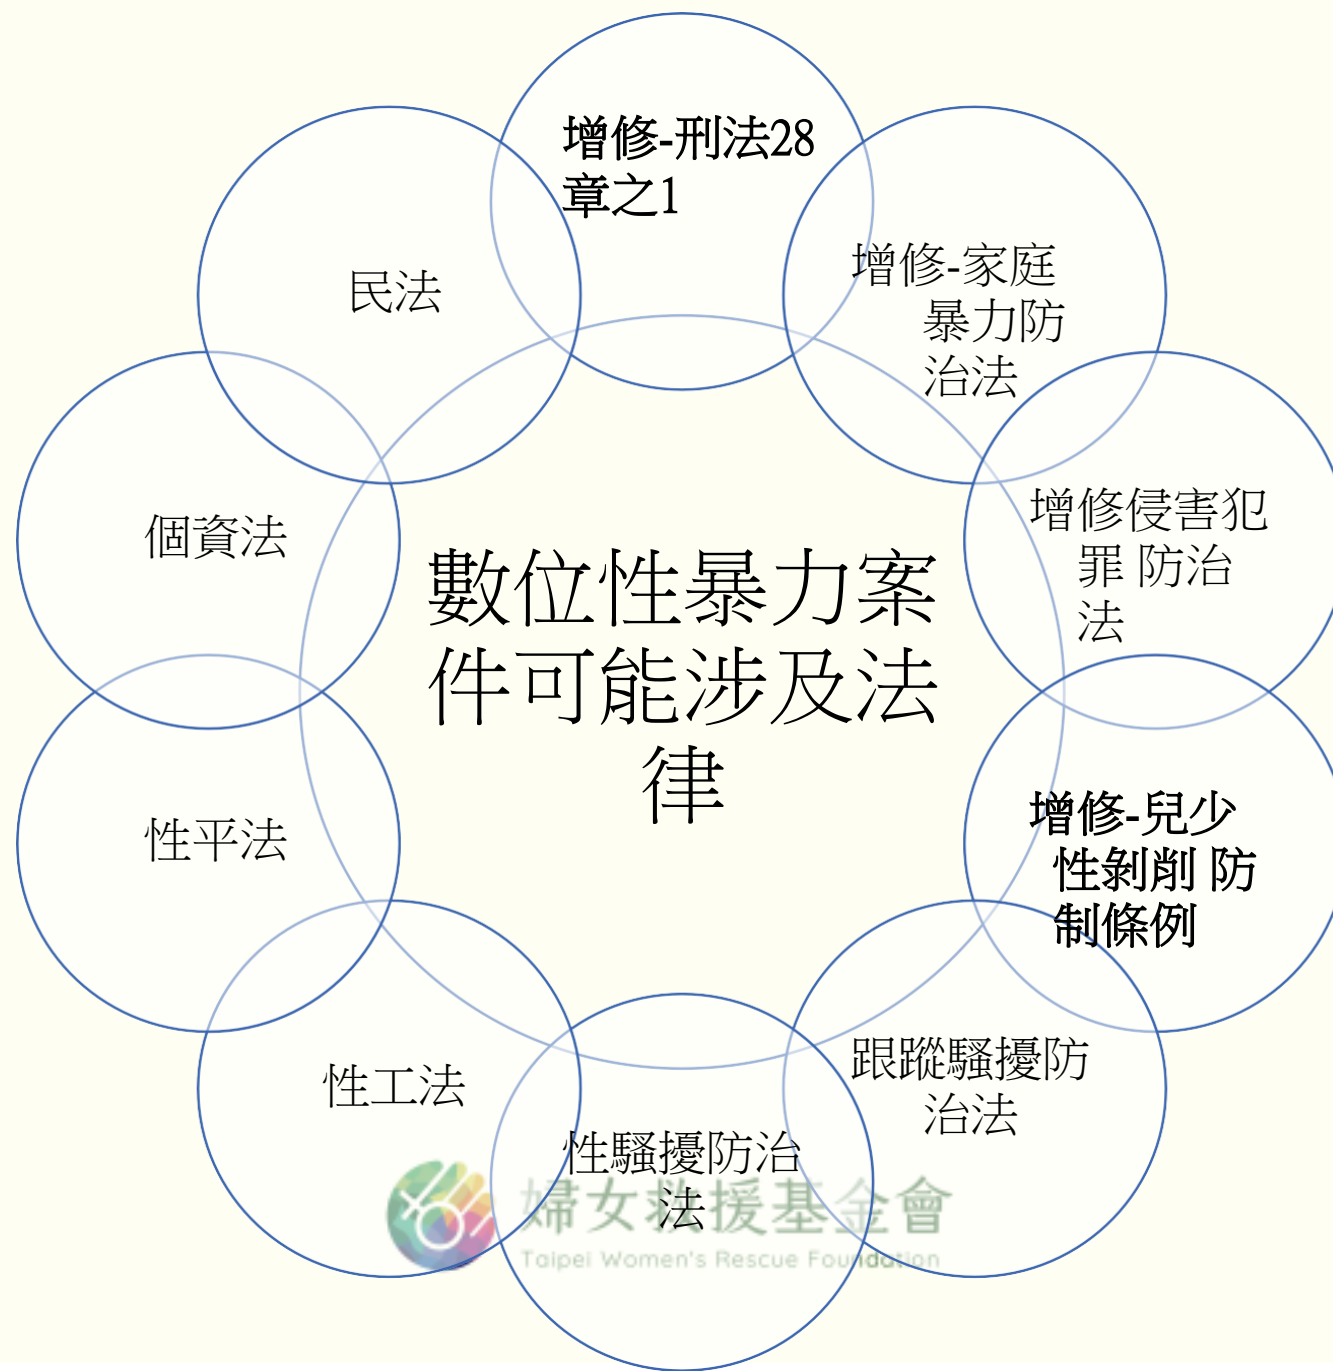 增修-刑法28
章之1
增修-家庭
暴力防
治法
增修侵害犯
罪 防治
法
增修-兒少
性剝削 防
制條例
跟蹤騷擾防
治法
性騷擾防治
法
性工法
性平法
個資法
民法
數位性暴力案
件可能涉及法
律
婦女救援基金會
Taipei Women's Rescue Foundation